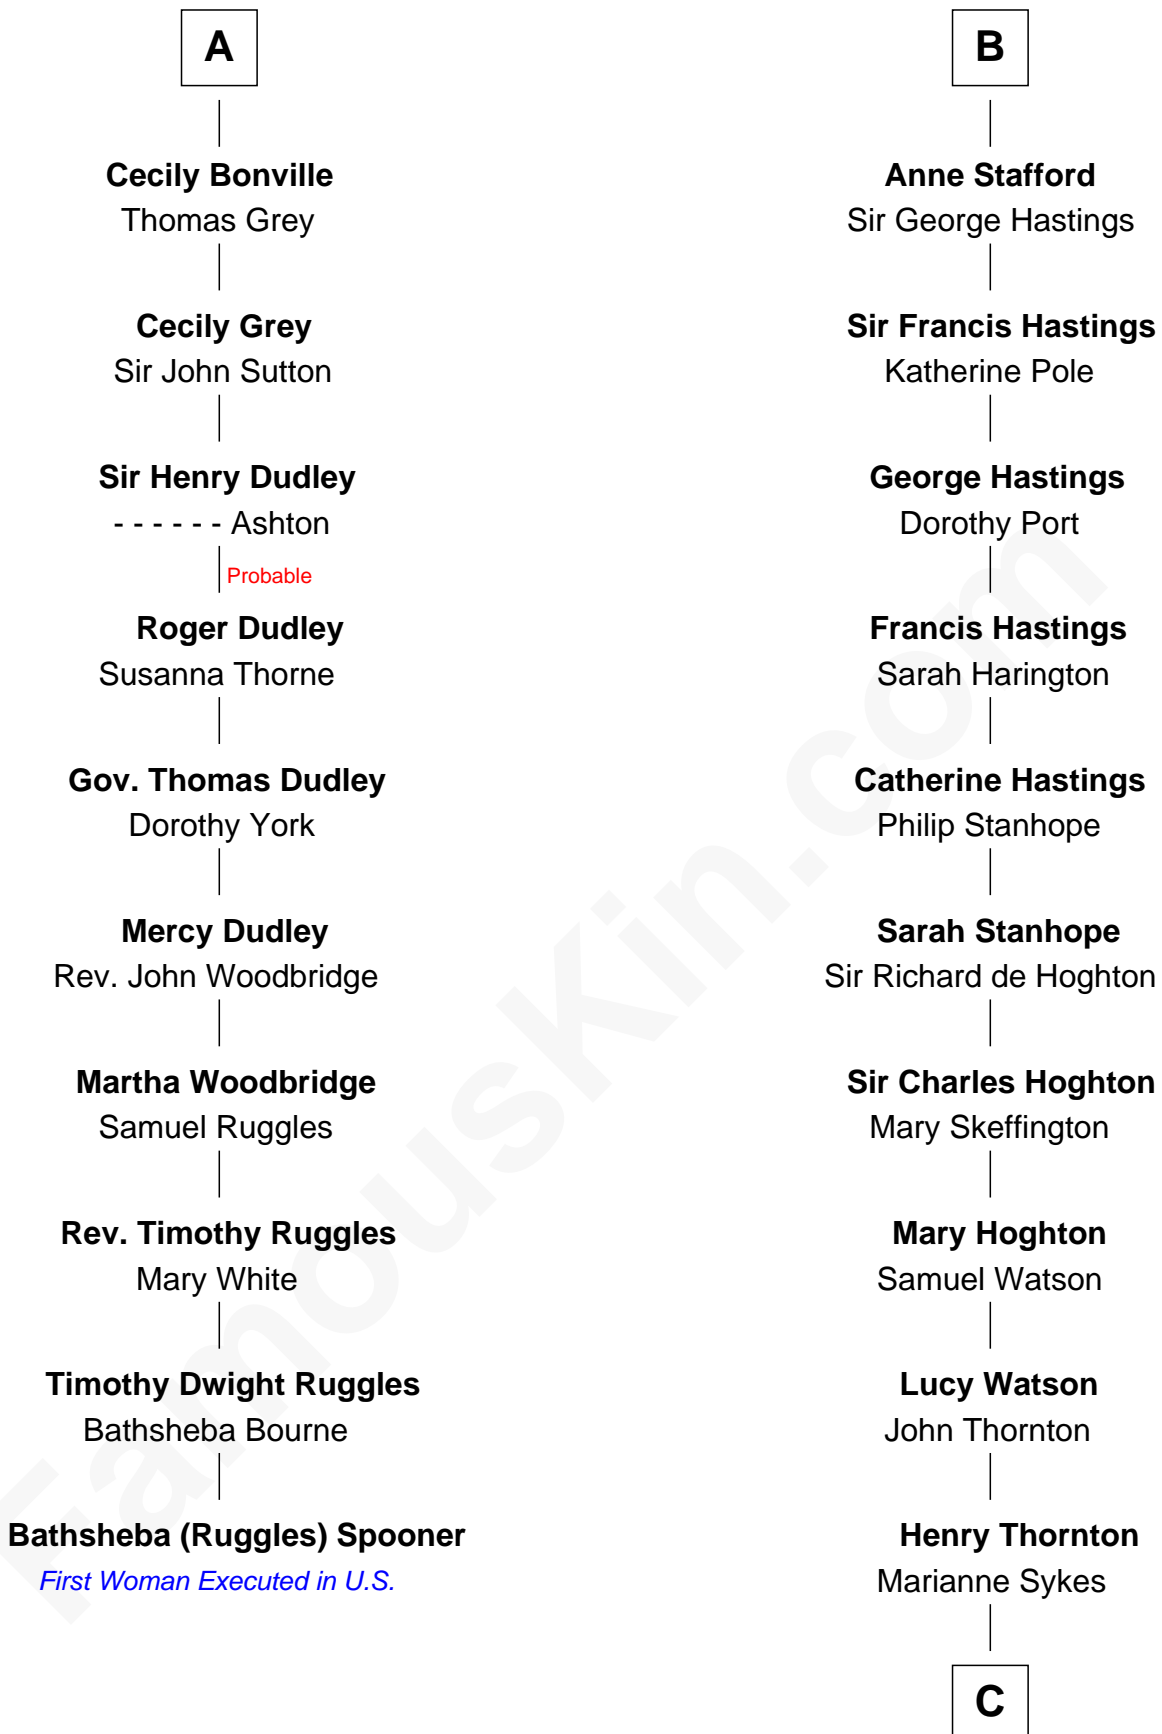 A
Cecily Bonville
Thomas Grey
Cecily Grey
Sir John Sutton
Sir Henry Dudley
- - - - - - Ashton
Probable
Roger Dudley
Susanna Thorne
Gov. Thomas Dudley
Dorothy York
Mercy Dudley
Rev. John Woodbridge
Martha Woodbridge
Samuel Ruggles
Rev. Timothy Ruggles
Mary White
Timothy Dwight Ruggles
Bathsheba Bourne
Bathsheba (Ruggles) Spooner
First Woman Executed in U.S.
B
Anne Stafford
Sir George Hastings
Sir Francis Hastings
Katherine Pole
George Hastings
Dorothy Port
Francis Hastings
Sarah Harington
Catherine Hastings
Philip Stanhope
Sarah Stanhope
Sir Richard de Hoghton
Sir Charles Hoghton
Mary Skeffington
Mary Hoghton
Samuel Watson
Lucy Watson
John Thornton
Henry Thornton
Marianne Sykes
C
FamousKin.com